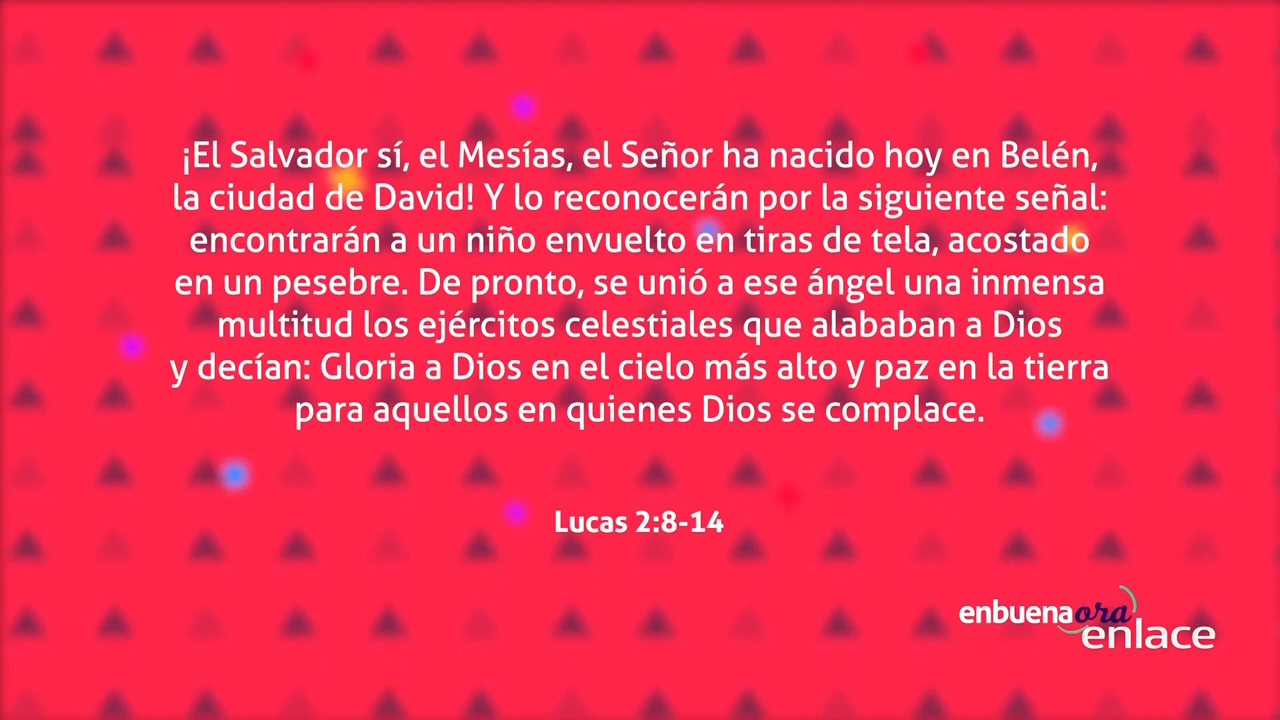 ¡El Salvador sí, el Mesías, el Señor ha nacido hoy en Belén,
la ciudad de David! Y lo reconocerán por la siguiente señal:
encontrarán a un niño envuelto en tiras de tela, acostado
en un pesebre. De pronto, se unió a ese ángel una inmensa
multitud los ejércitos celestiales que alababan a Dios
y decían: Gloria a Dios en el cielo más alto y paz en la tierra
para aquellos en quienes Dios se complace.
Lucas 2:8-14
enbuenaora
enlace